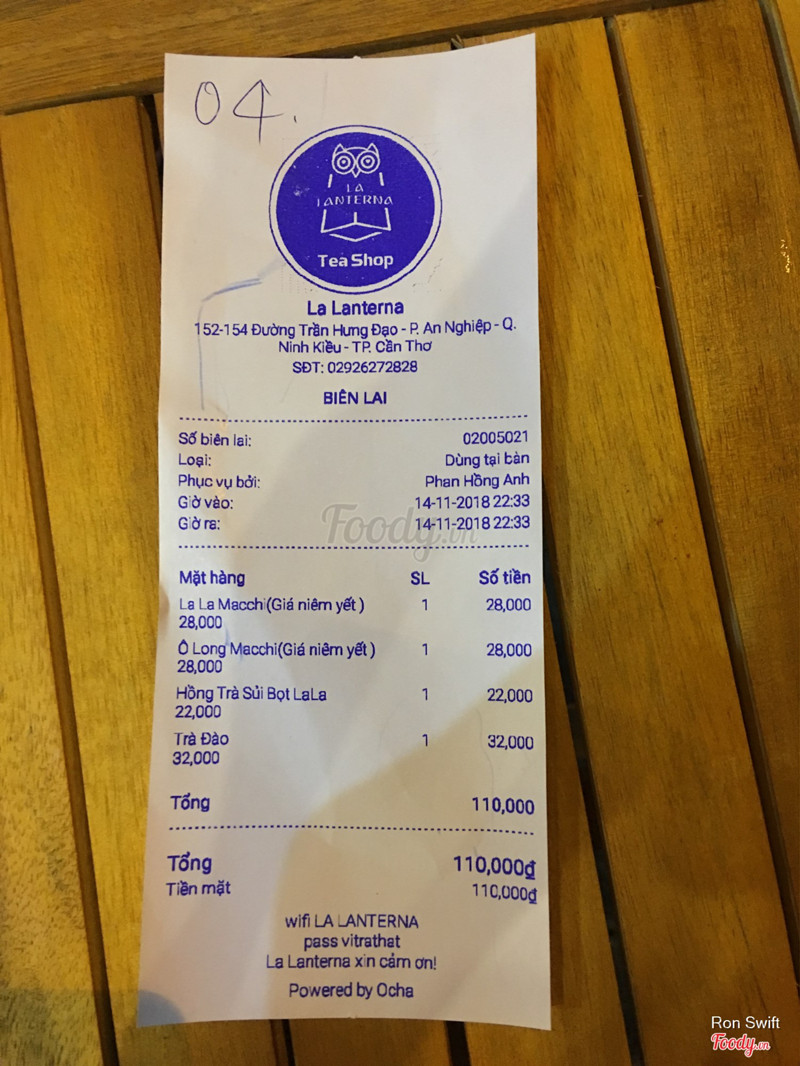 04.
LA
LANTERNA
Tea Shop
La Lanterna
152-154 Đường Trần Hưng Đạo - P. An Nghiệp - Q.
Ninh Kiều - TP. Cần Thơ
SĐT: 02926272828
BIÊN LAI
Số biên lai: 02005021
Loại: Dùng tại bàn
Phục vụ bởi: Phan Hồng Anh
Giờ vào: 14-11-2018 22:33
Giờ ra: 14-11-2018 22:33
Foody.vn
Mặt hàng SL Số tiền
La La Macchi(Giá niêm yết ) 1 28,000
28,000
Ô Long Macchi(Giá niêm yết ) 1 28,000
28,000
Hồng Trà Sủi Bọt LaLa 1 22,000
22,000
Trà Đào 1 32,000
32,000
Tổng 110,000
Tổng 110,000đ
Tiền mặt 110,000đ
wifi LA LANTERNA
pass vitrathat
La Lanterna xin cảm ơn!
Powered by Ocha
Ron Swift
Foody.vn